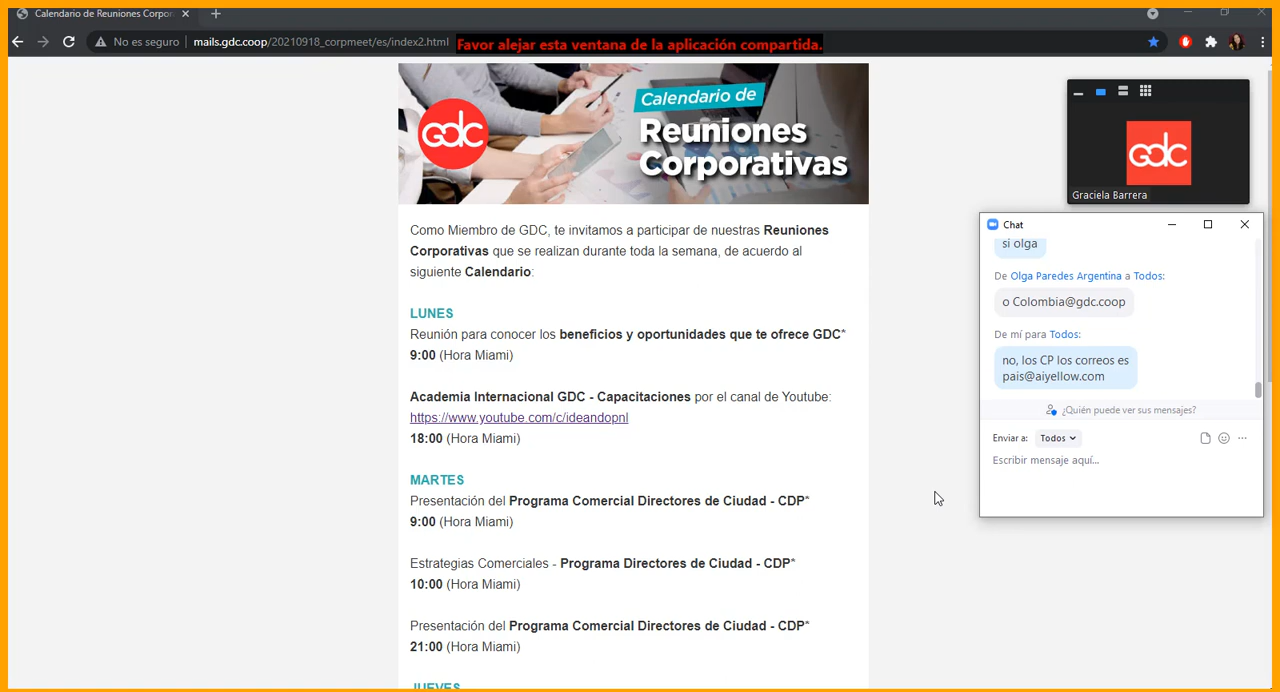 Calendario de Reuniones Corpor
No es seguro
mails.gdc.coop/20210918_corpmeet/es/index2.html
Favor alejar esta ventana de la aplicación compartida.
gdc
Calendario de
Reuniones
Corporativas
Como Miembro de GDC, te invitamos a participar de nuestras Reuniones
Corporativas que se realizan durante toda la semana, de acuerdo al
siguiente Calendario:
LUNES
Reunión para conocer los beneficios y oportunidades que te ofrece GDC*
9:00 (Hora Miami)
Academia Internacional GDC - Capacitaciones por el canal de Youtube:
https://www.youtube.com/c/ideandopnl
18:00 (Hora Miami)
MARTES
Presentación del Programa Comercial Directores de Ciudad - CDP*
9:00 (Hora Miami)
Estrategias Comerciales - Programa Directores de Ciudad - CDP*
10:00 (Hora Miami)
Presentación del Programa Comercial Directores de Ciudad - CDP*
21:00 (Hora Miami)
JUEVES
gdc
Graciela Barrera
Chat
si olga
De Olga Paredes Argentina a Todos:
o Colombia@gdc.coop
De mí para Todos:
no, los CP los correos es
pais@aiyellow.com
¿Quién puede ver sus mensajes?
Enviar a: Todos
Escribir mensaje aquí...